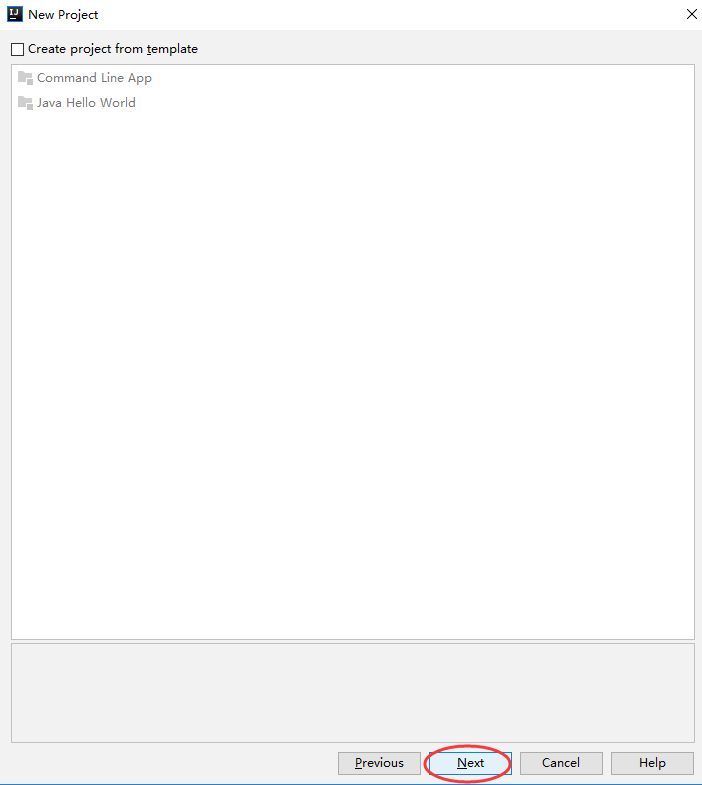 IJ New Project
Create project from template
Command Line App
Java Hello World
Previous Next Cancel Help